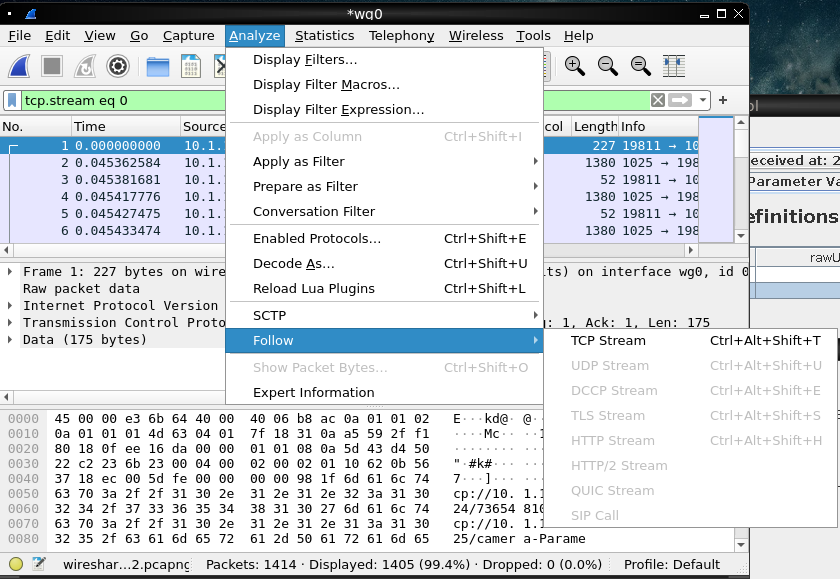 *wg0
File Edit View Go Capture Analyze Statistics Telephony Wireless Tools Help
Display Filters…
Display Filter Macros…
Display Filter Expression…
Apply as Column Ctrl+Shift+I
Apply as Filter
Prepare as Filter
Conversation Filter
Enabled Protocols… Ctrl+Shift+E
Decode As… Ctrl+Shift+U
Reload Lua Plugins Ctrl+Shift+L
SCTP
Follow
Show Packet Bytes… Ctrl+Shift+O
Expert Information
TCP Stream Ctrl+Alt+Shift+T
UDP Stream Ctrl+Alt+Shift+U
DCCP Stream Ctrl+Alt+Shift+E
TLS Stream Ctrl+Alt+Shift+S
HTTP Stream Ctrl+Alt+Shift+H
HTTP/2 Stream
QUIC Stream
SIP Call
tcp.stream eq 0
No. Time Source col Length Info
1 0.000000000 10.1. 227 19811 → 10
2 0.045362584 10.1. 1380 1025 → 198
3 0.045381681 10.1. 52 19811 → 10
4 0.045417776 10.1. 1380 1025 → 198
5 0.045427475 10.1. 52 19811 → 10
6 0.045433474 10.1. 1380 1025 → 198
Frame 1: 227 bytes on wire its) on interface wg0, id 0
Raw packet data
Internet Protocol Version
Transmission Control Proto : 1, Ack: 1, Len: 175
Data (175 bytes)
0000 45 00 00 e3 6b 64 40 00 40 06 b8 ac 0a 01 01 02 E···kd@· @·
0010 0a 01 01 01 4d 63 04 01 7f 18 31 0a a5 59 2f f1 ····Mc·· ··1
0020 80 18 0f ee 16 da 00 00 01 01 08 0a 5d 43 d4 50 ········ ····
0030 22 c2 23 6b 23 00 04 00 02 00 02 01 10 62 0b 56 "·#k#···
0040 37 18 ec 00 5d fe 00 00 00 00 98 1f 6d 61 6c 74 7···]···
0050 63 70 3a 2f 2f 31 30 2e 31 2e 31 2e 32 3a 31 30 cp://10. 1.1
0060 32 34 2f 37 33 36 35 34 38 31 30 27 6d 61 6c 74 24/73654 810
0070 63 70 3a 2f 2f 31 30 2e 31 2e 31 2e 31 3a 31 30 cp://10. 1.1
0080 32 35 2f 63 61 6d 65 72 61 2d 50 61 72 61 6d 65 25/camer a-Parame
wireshar…2.pcapng Packets: 1414 · Displayed: 1405 (99.4%) · Dropped: 0 (0.0%) Profile: Default
ol
eceived at: 2
Parameter Va
efinitions
rawU